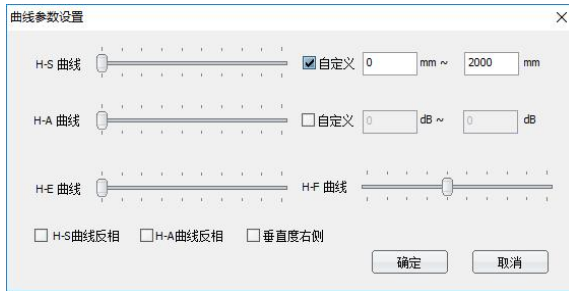 曲线参数设置
H-S 曲线 自定义 0 mm ~ 2000 mm
H-A 曲线 自定义 0 dB ~ 0 dB
H-E 曲线 H-F 曲线
H-S曲线反相 H-A曲线反相 垂直度右侧
确定 取消